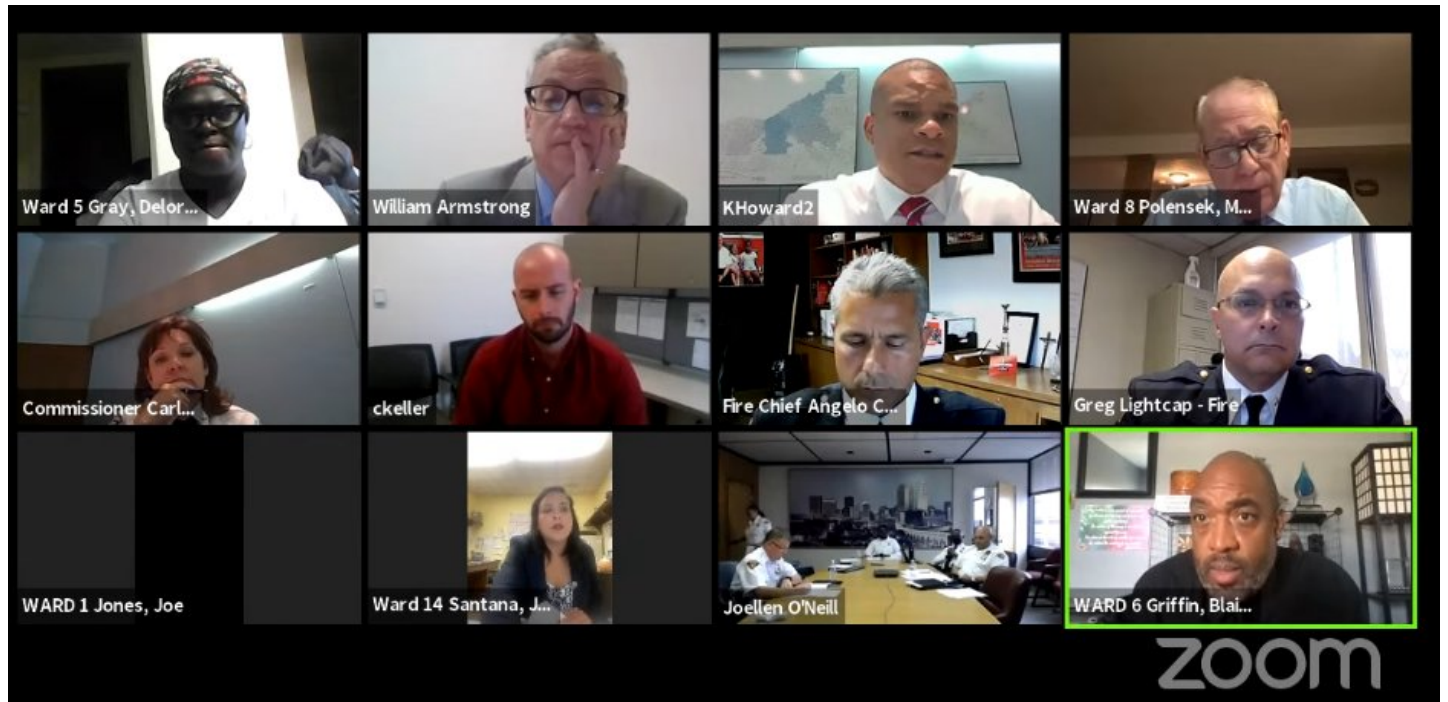 Ward 5 Gray, Delor...
William Armstrong
KHoward2
Ward 8 Polensek, M...
Commissioner Carl...
ckeller
Fire Chief Angelo C...
Greg Lightcap - Fire
WARD 1 Jones, Joe
Ward 14 Santana, J...
Joellen O'Neill
WARD 6 Griffin, Blai...
zoom